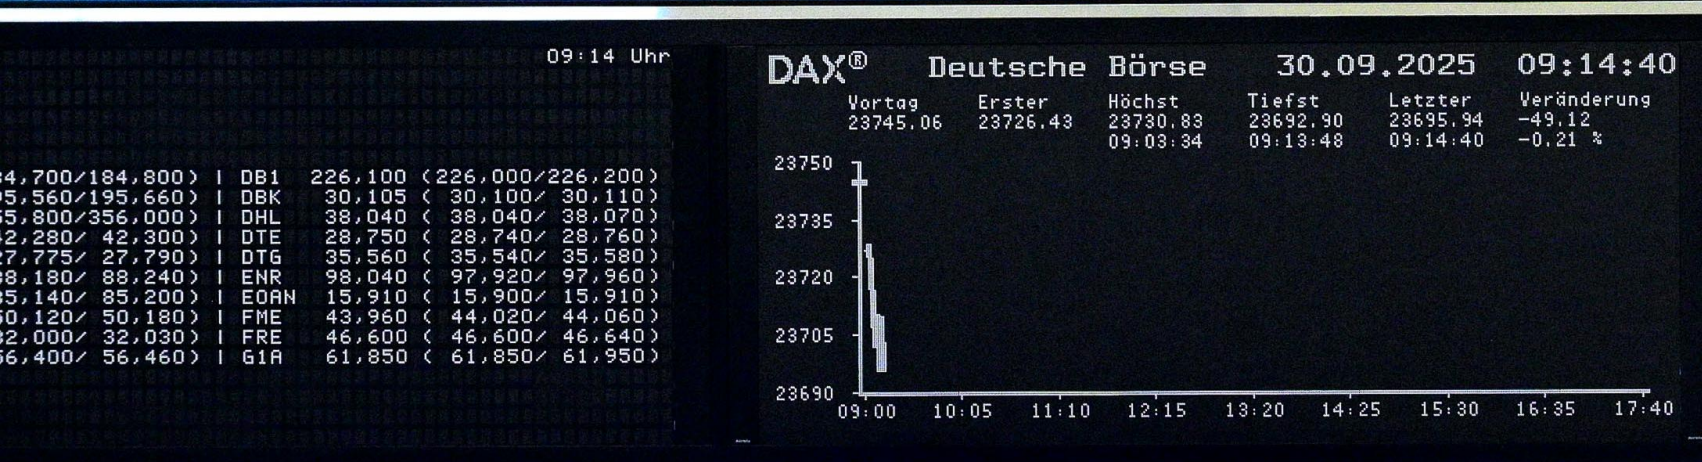 09:14 Uhr
4,700/184,800) | DB1 226,100 (226,000/226,200)
5,560/195,660) | DBK 30,105 ( 30,100/ 30,110)
5,800/356,000) | DHL 38,040 ( 38,040/ 38,070)
2,280/ 42,300) | DTE 28,750 ( 28,740/ 28,760)
7,775/ 27,790) | DTG 35,560 ( 35,540/ 35,580)
8,180/ 88,240) | ENR 98,040 ( 97,920/ 97,960)
5,140/ 85,200) | EOAN 15,910 ( 15,900/ 15,910)
0,120/ 50,180) | FME 43,960 ( 44,020/ 44,060)
2,000/ 32,030) | FRE 46,600 ( 46,600/ 46,640)
6,400/ 56,460) | G1A 61,850 ( 61,850/ 61,950)
DAX® Deutsche Börse 30.09.2025 09:14:40
Vortag Erster Höchst Tiefst Letzter Veränderung
23745.06 23726.43 23730.83 23692.90 23695.94 -49.12
09:03:34 09:13:48 09:14:40 -0.21 %
23750
23735
23720
23705
23690
09:00 10:05 11:10 12:15 13:20 14:25 15:30 16:35 17:40